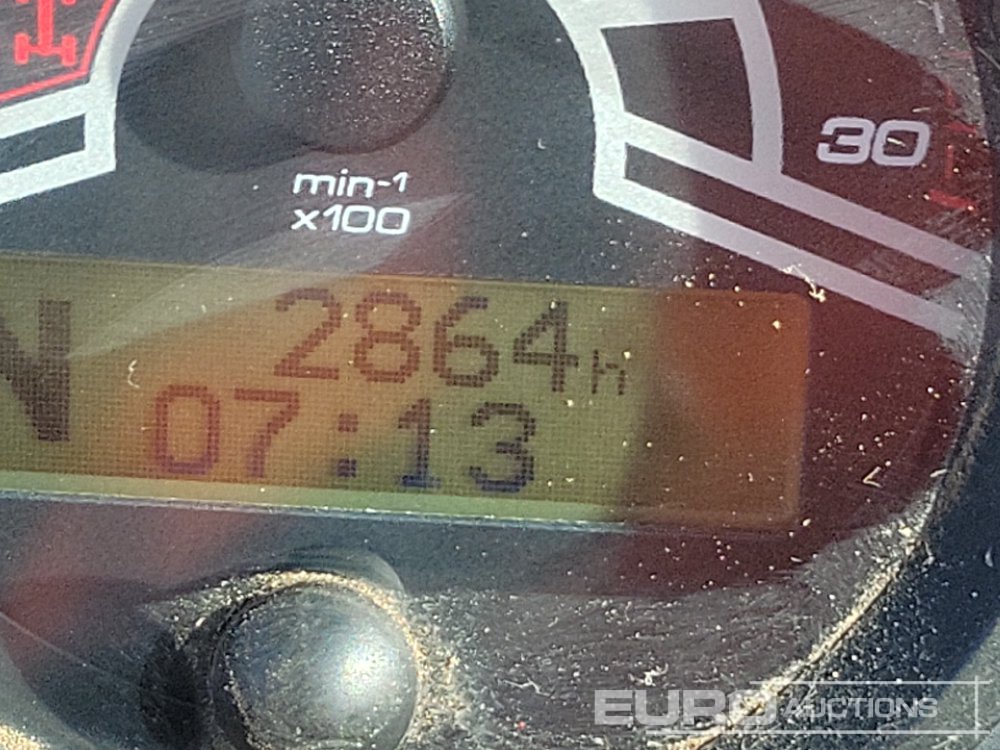 min-1
x100
30
2864h
N
07:13
EURO AUCTIONS